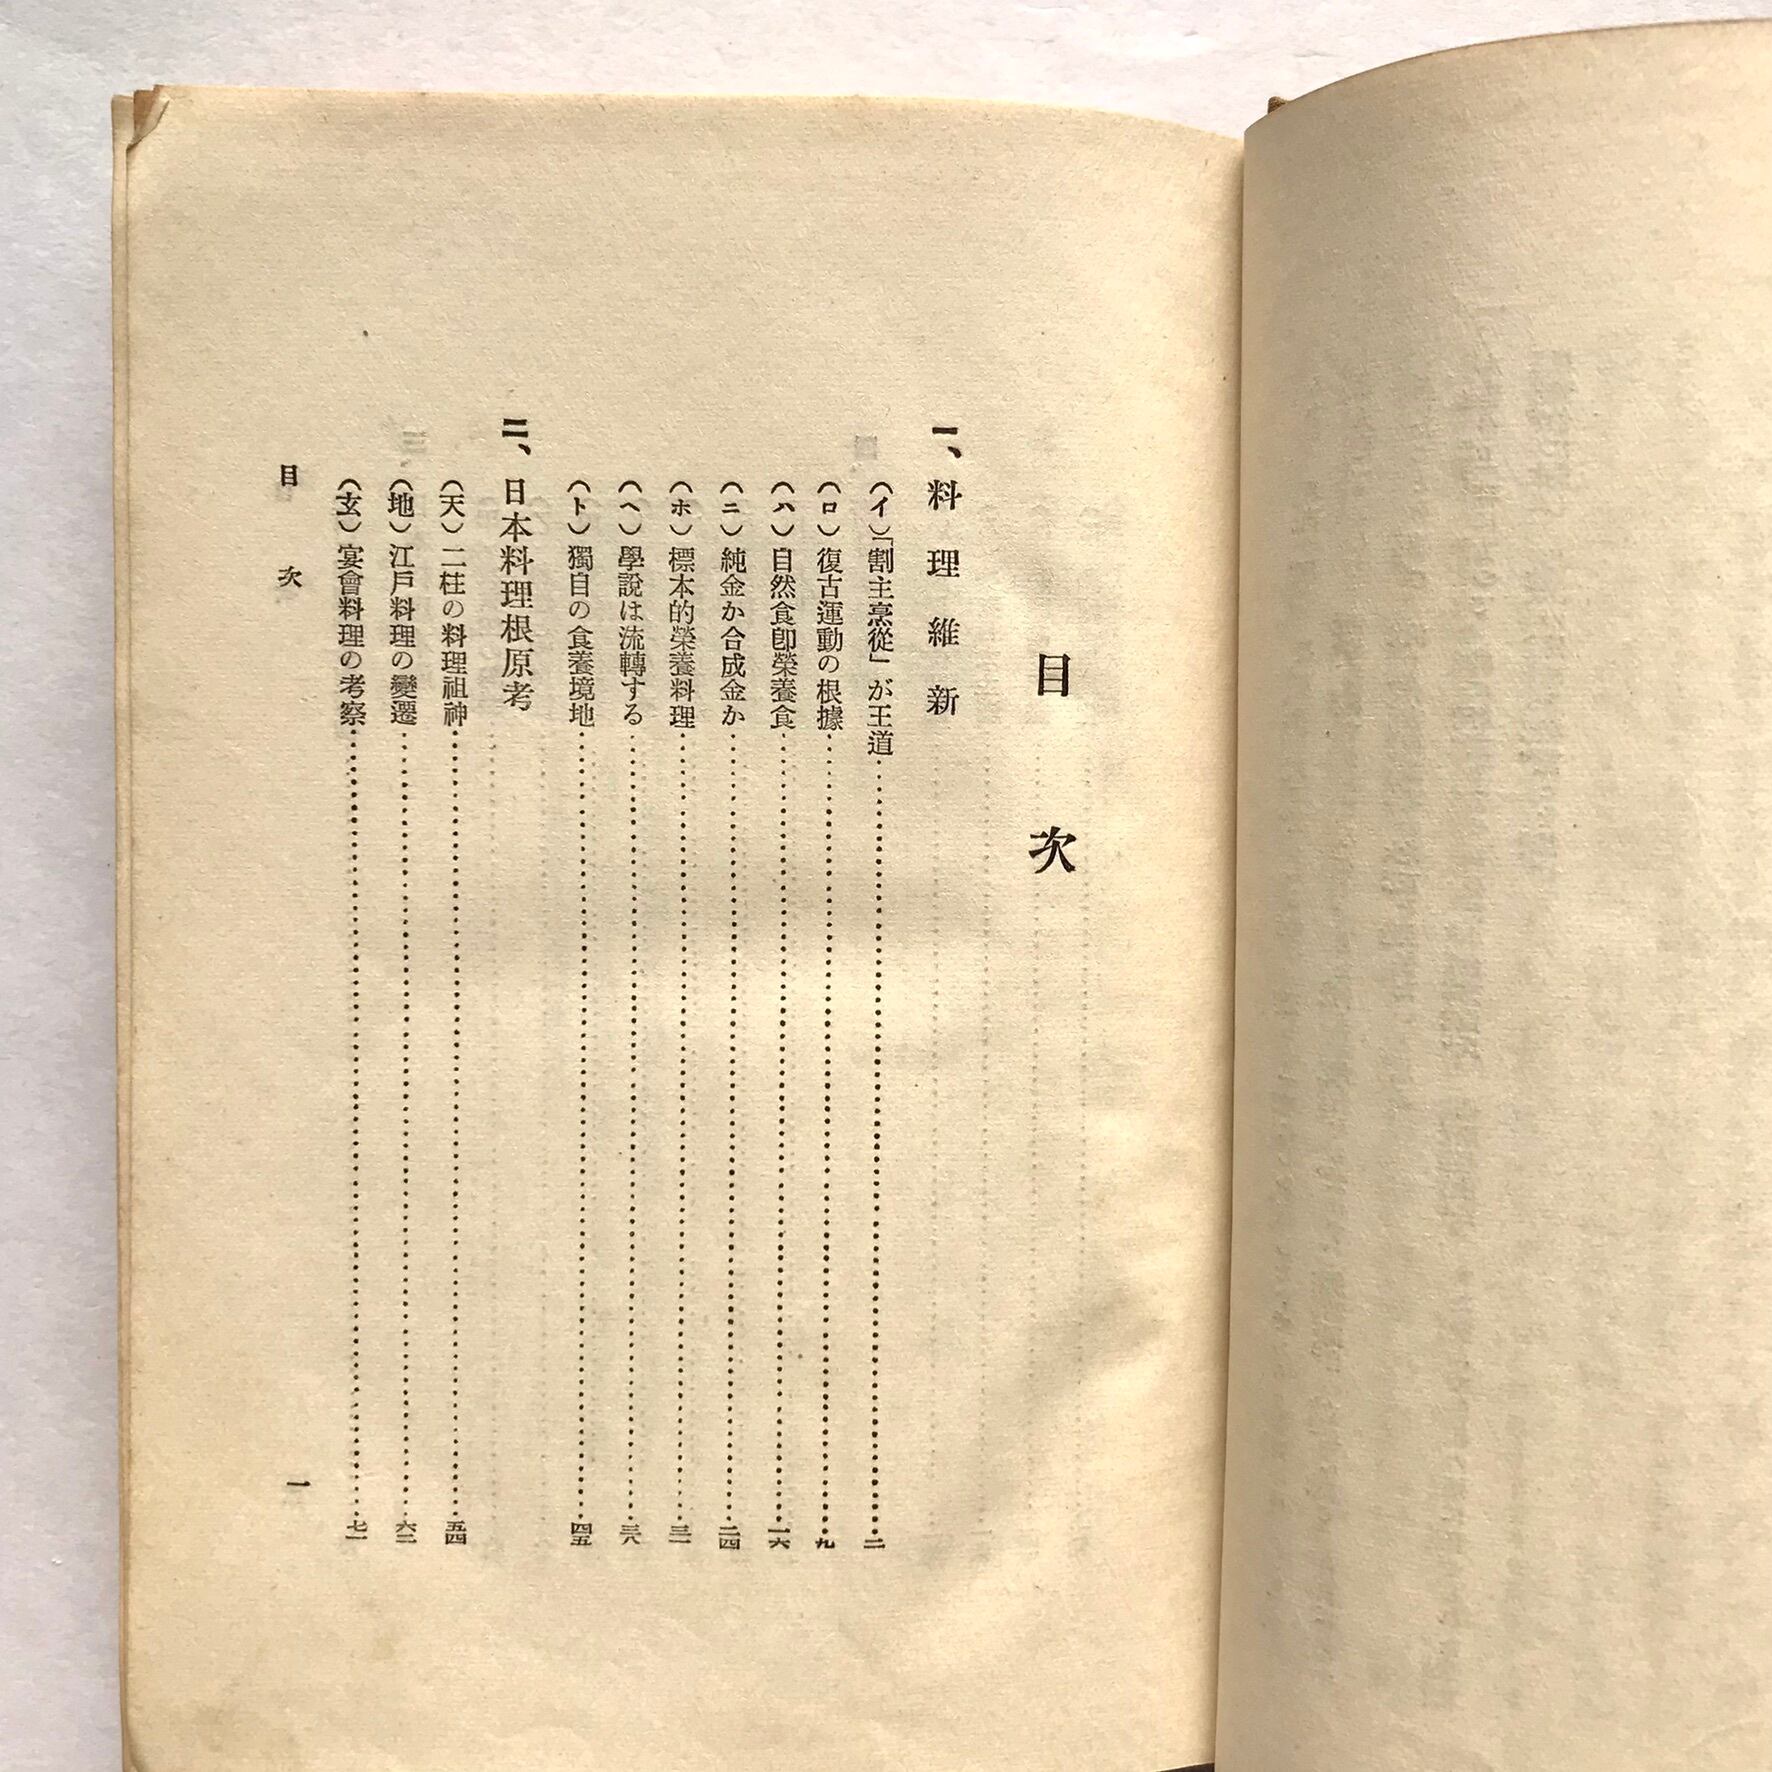 目次
一、料理維新
（イ）「割主烹從」が王道……二
（ロ）復古運動の根據……九
（ハ）自然食卽榮養食……一六
（ニ）純金か合成金か……二四
（ホ）標本的榮養料理……三一
（ヘ）學說は流轉する……三八
（ト）獨自の食養境地……四五
二、日本料理根原考
（天）二柱の料理祖神……五四
（地）江戶料理の變遷……六二
（玄）宴會料理の考察……七一
目次
一